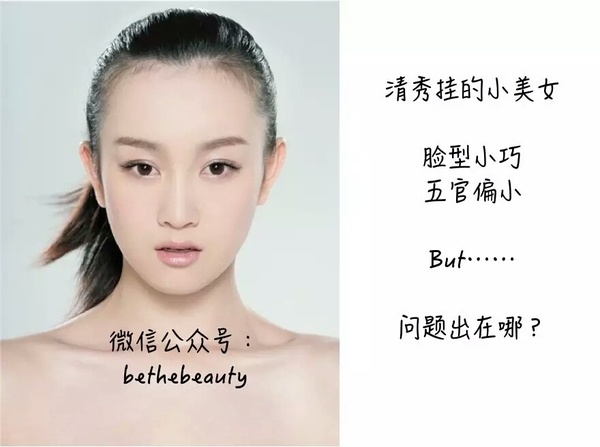 清秀挂的小美女
脸型小巧
五官偏小
But……
问题出在哪？
微信公众号：
bethebeauty